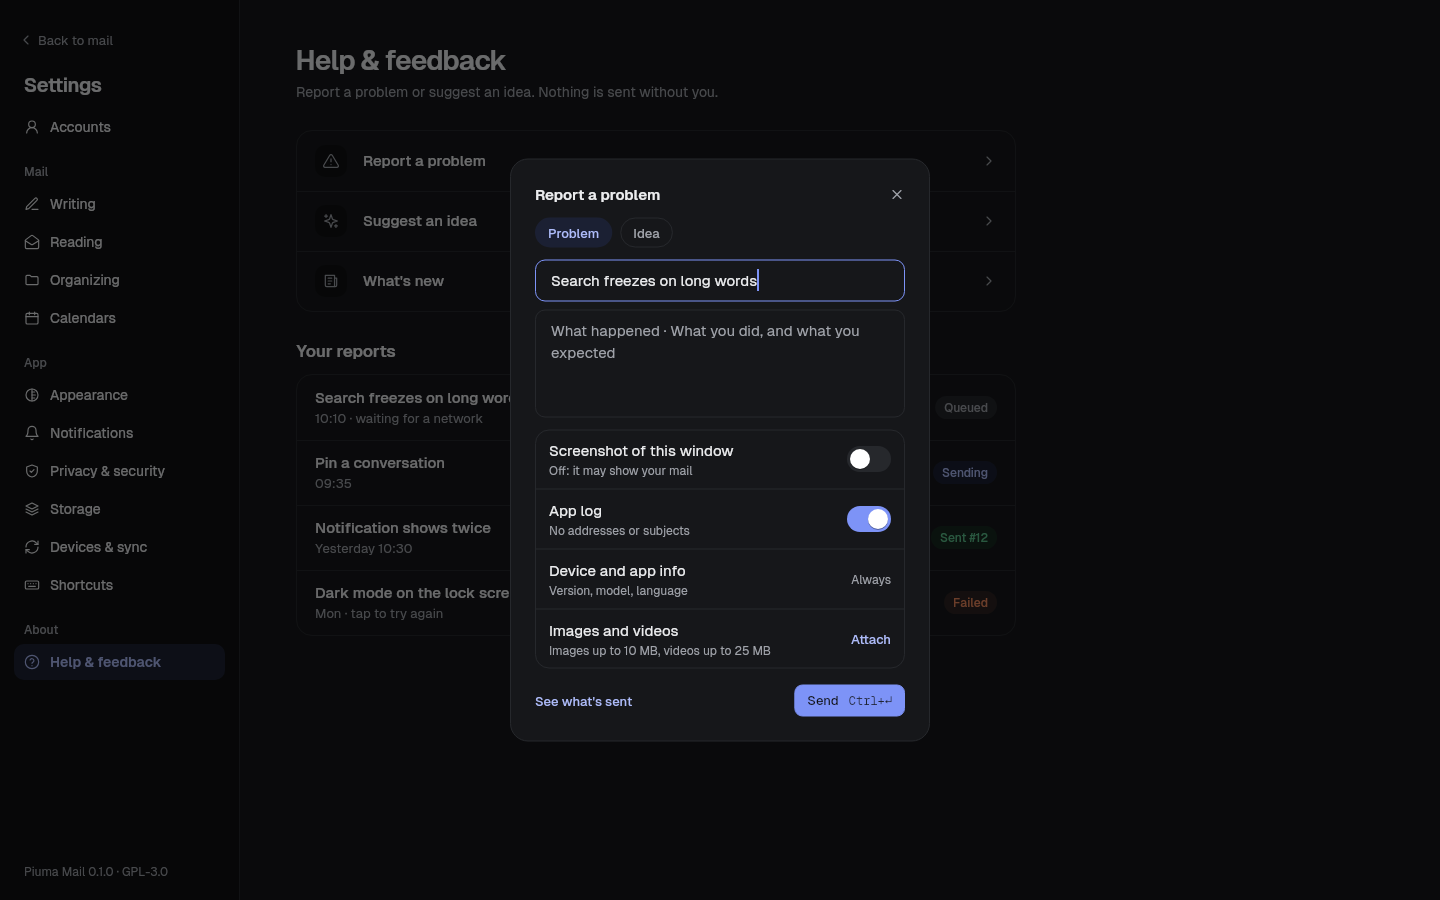 Back to mail
Settings
Accounts
Mail
Writing
Reading
Organizing
Calendars
App
Appearance
Notifications
Privacy & security
Storage
Devices & sync
Shortcuts
About
Help & feedback
Piuma Mail 0.1.0 · GPL-3.0
Help & feedback
Report a problem or suggest an idea. Nothing is sent without you.
Report a problem
Suggest an idea
What's new
Your reports
Search freezes on long wor
10:10 · waiting for a network
Queued
Pin a conversation
09:35
Sending
Notification shows twice
Yesterday 10:30
Sent #12
Dark mode on the lock scre
Mon · tap to try again
Failed
Report a problem
Problem
Idea
Search freezes on long words
What happened · What you did, and what you
expected
Screenshot of this window
Off: it may show your mail
App log
No addresses or subjects
Device and app info
Version, model, language
Always
Images and videos
Images up to 10 MB, videos up to 25 MB
Attach
See what's sent
Send Ctrl+↵